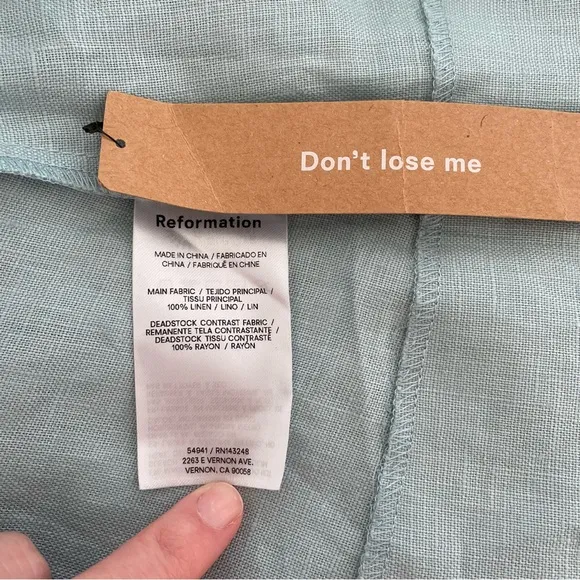 Don't lose me
Reformation
MADE IN CHINA / FABRICADO EN
CHINA / FABRIQUÉ EN CHINE
MAIN FABRIC / TEJIDO PRINCIPAL /
TISSU PRINCIPAL
100% LINEN / LINO / LIN
DEADSTOCK CONTRAST FABRIC /
REMANENTE TELA CONTRASTANTE /
DEADSTOCK TISSU CONTRASTE
100% RAYON / RAYÓN
54941 / RN143248
2263 E VERNON AVE.
VERNON, CA 90058